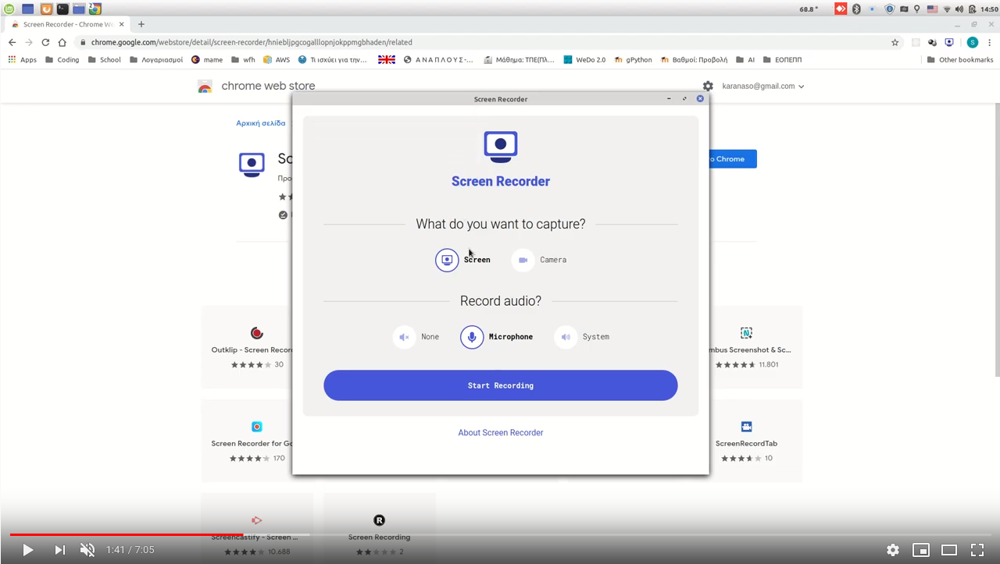 68.8 °
14:50
Screen Recorder - Chrome W
chrome.google.com/webstore/detail/screen-recorder/hniebljpgcogalllopnjokppmgbhaden/related
S
Apps
Coding
School
Λογαριασμοί
mame
wfh
AWS
Τι ισχύει για την...
Α Ν Α Π Λ Ο Υ Σ -...
Μάθημα: ΤΠΕ(Πλ...
WeDo 2.0
gPython
Βαθμοί: Προβολή
AI
ΕΟΠΕΠΠ
Other bookmarks
chrome web store
karanaso@gmail.com
Screen Recorder
Αρχική σελίδα
Sc
Προ
o Chrome
Screen Recorder
What do you want to capture?
Screen
Camera
Record audio?
None
Microphone
System
Start Recording
About Screen Recorder
Outklip - Screen Recor
30
mbus Screenshot & Sc...
11.801
Screen Recorder for Go
170
ScreenRecordTab
10
Screencastify - Screen ...
10.688
R
Screen Recording
2
1:41 / 7:05